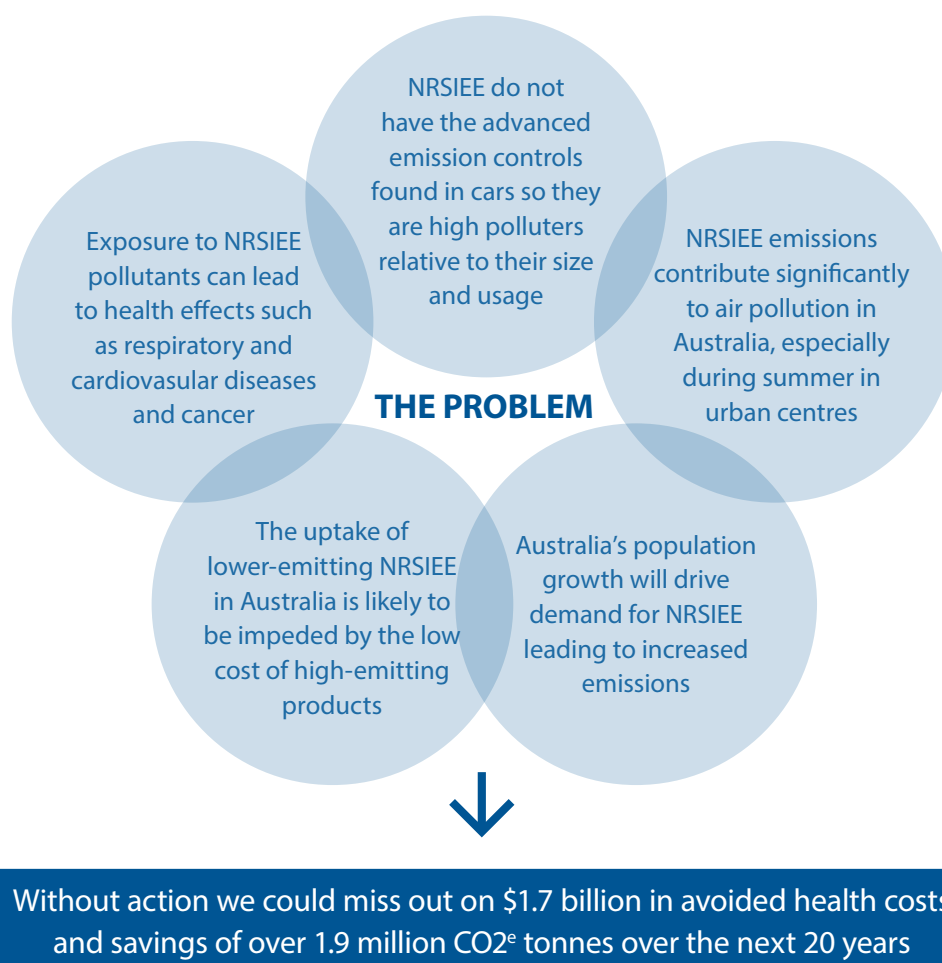 NRSIEE do not
have the advanced
emission controls
found in cars so they
are high polluters
relative to their size
and usage
Exposure to NRSIEE
pollutants can lead
to health effects such
as respiratory and
cardiovasular diseases
and cancer
NRSIEE emissions
contribute significantly
to air pollution in
Australia, especially
during summer in
urban centres
THE PROBLEM
The uptake of
lower-emitting NRSIEE
in Australia is likely to
be impeded by the low
cost of high-emitting
products
Australia's population
growth will drive
demand for NRSIEE
leading to increased
emissions
Without action we could miss out on $1.7 billion in avoided health costs
and savings of over 1.9 million CO2ᵉ tonnes over the next 20 years